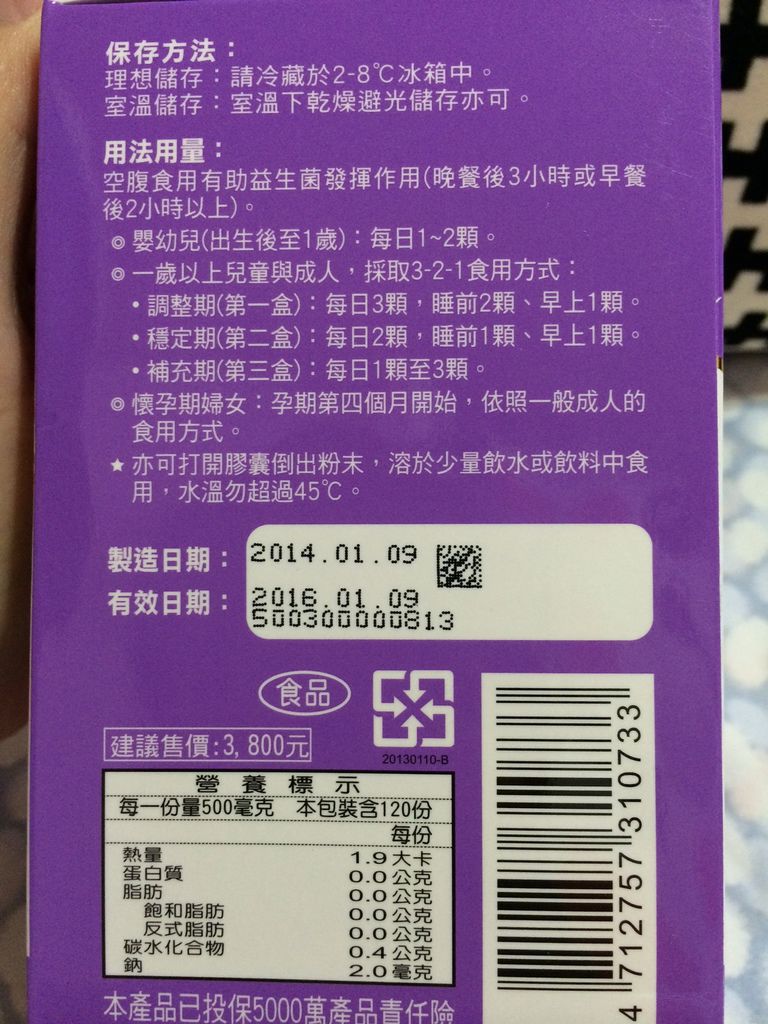 保存方法：
理想儲存：請冷藏於2-8℃冰箱中。
室溫儲存：室溫下乾燥避光儲存亦可。
用法用量：
空腹食用有助益生菌發揮作用(晚餐後3小時或早餐
後2小時以上)。
◎嬰幼兒(出生後至1歲)：每日1~2顆。
◎一歲以上兒童與成人，採取3-2-1食用方式：
•調整期(第一盒)：每日3顆，睡前2顆、早上1顆。
•穩定期(第二盒)：每日2顆，睡前1顆、早上1顆。
•補充期(第三盒)：每日1顆至3顆。
◎懷孕期婦女：孕期第四個月開始，依照一般成人的
食用方式。
★亦可打開膠囊倒出粉末，溶於少量飲水或飲料中食
用，水溫勿超過45℃。
製造日期：2014.01.09
有效日期：2016.01.09
500300000813
食品
20130110-B
建議售價:3,800元
營養標示
每一份量500毫克 本包裝含120份
每份
熱量 1.9大卡
蛋白質 0.0公克
脂肪 0.0公克
飽和脂肪 0.0公克
反式脂肪 0.0公克
碳水化合物 0.4公克
鈉 2.0毫克
本產品已投保5000萬產品責任險
4 712757 310733